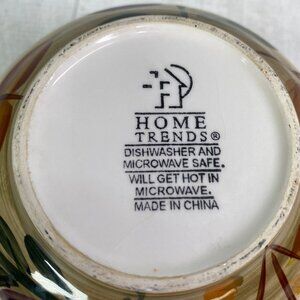 HOME
TRENDS®
DISHWASHER AND
MICROWAVE SAFE.
WILL GET HOT IN
MICROWAVE.
MADE IN CHINA